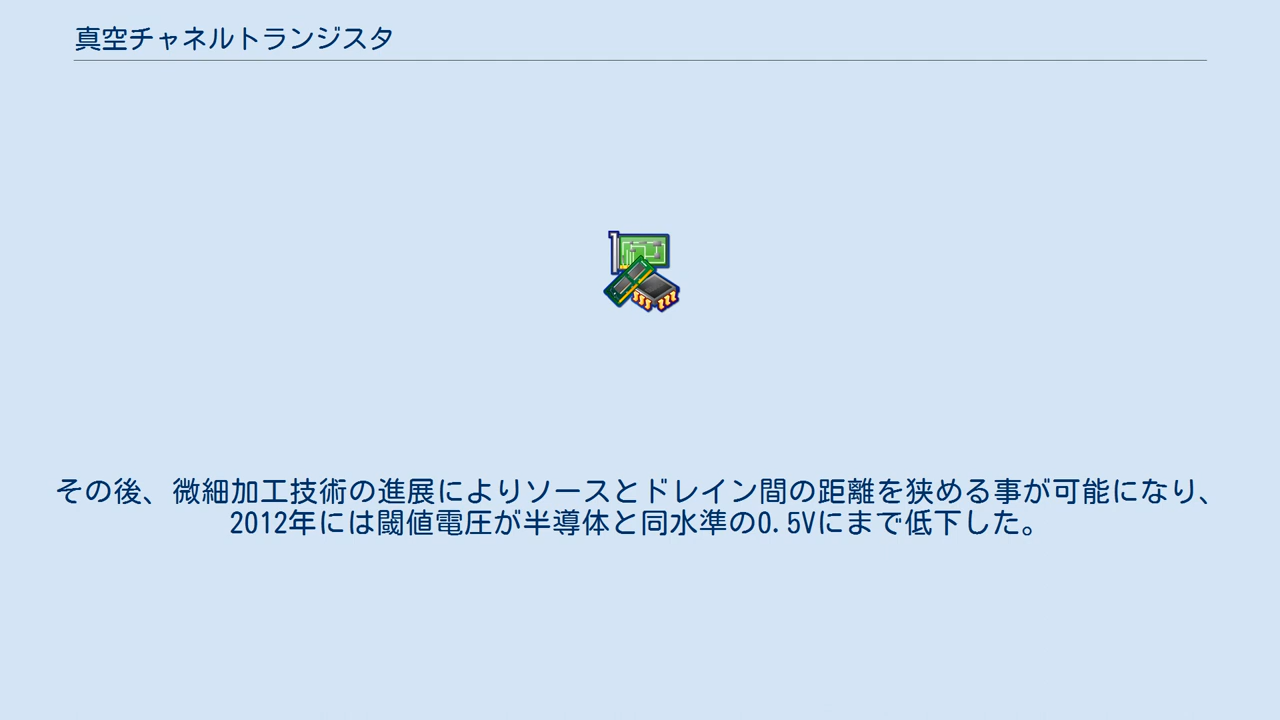 真空チャネルトランジスタ
その後、微細加工技術の進展によりソースとドレイン間の距離を狭める事が可能になり、
2012年には閾値電圧が半導体と同水準の0.5Vにまで低下した。